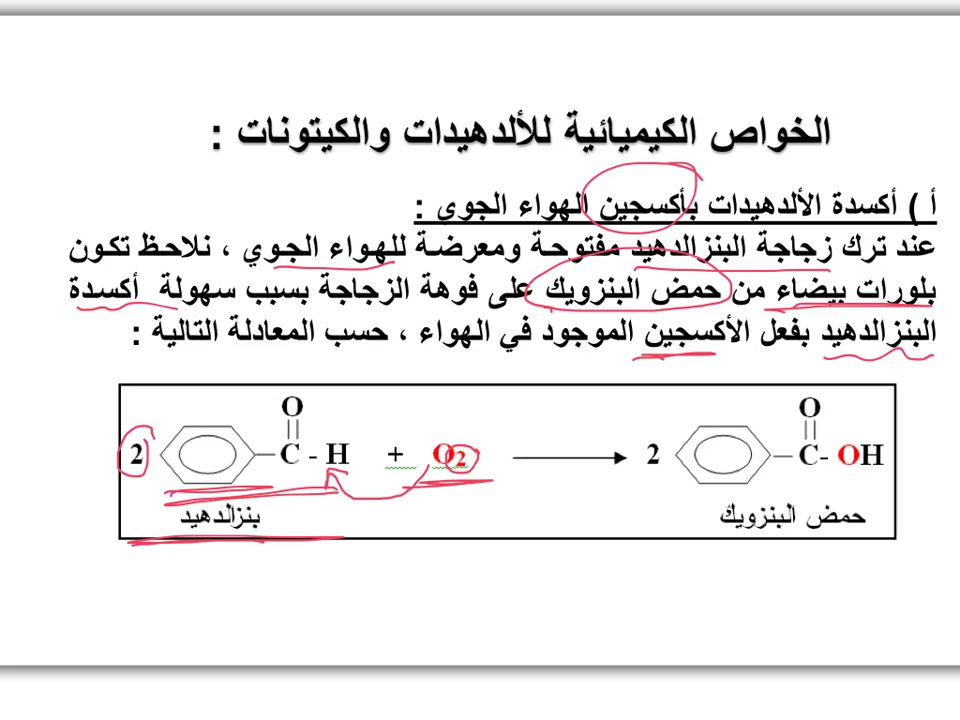 الخواص الكيميائية للألدهيدات والكيتونات :
أ ) أكسدة الألدهيدات بأكسجين الهواء الجوي :
عند ترك زجاجة البنزالدهيد مفتوحة ومعرضة للهواء الجوي ، نلاحظ تكون
بلورات بيضاء من حمض البنزويك على فوهة الزجاجة بسبب سهولة أكسدة
البنزالدهيد بفعل الأكسجين الموجود في الهواء ، حسب المعادلة التالية :
O O
2 C - H + O2 2 C- OH
بنزالدهيد حمض البنزويك